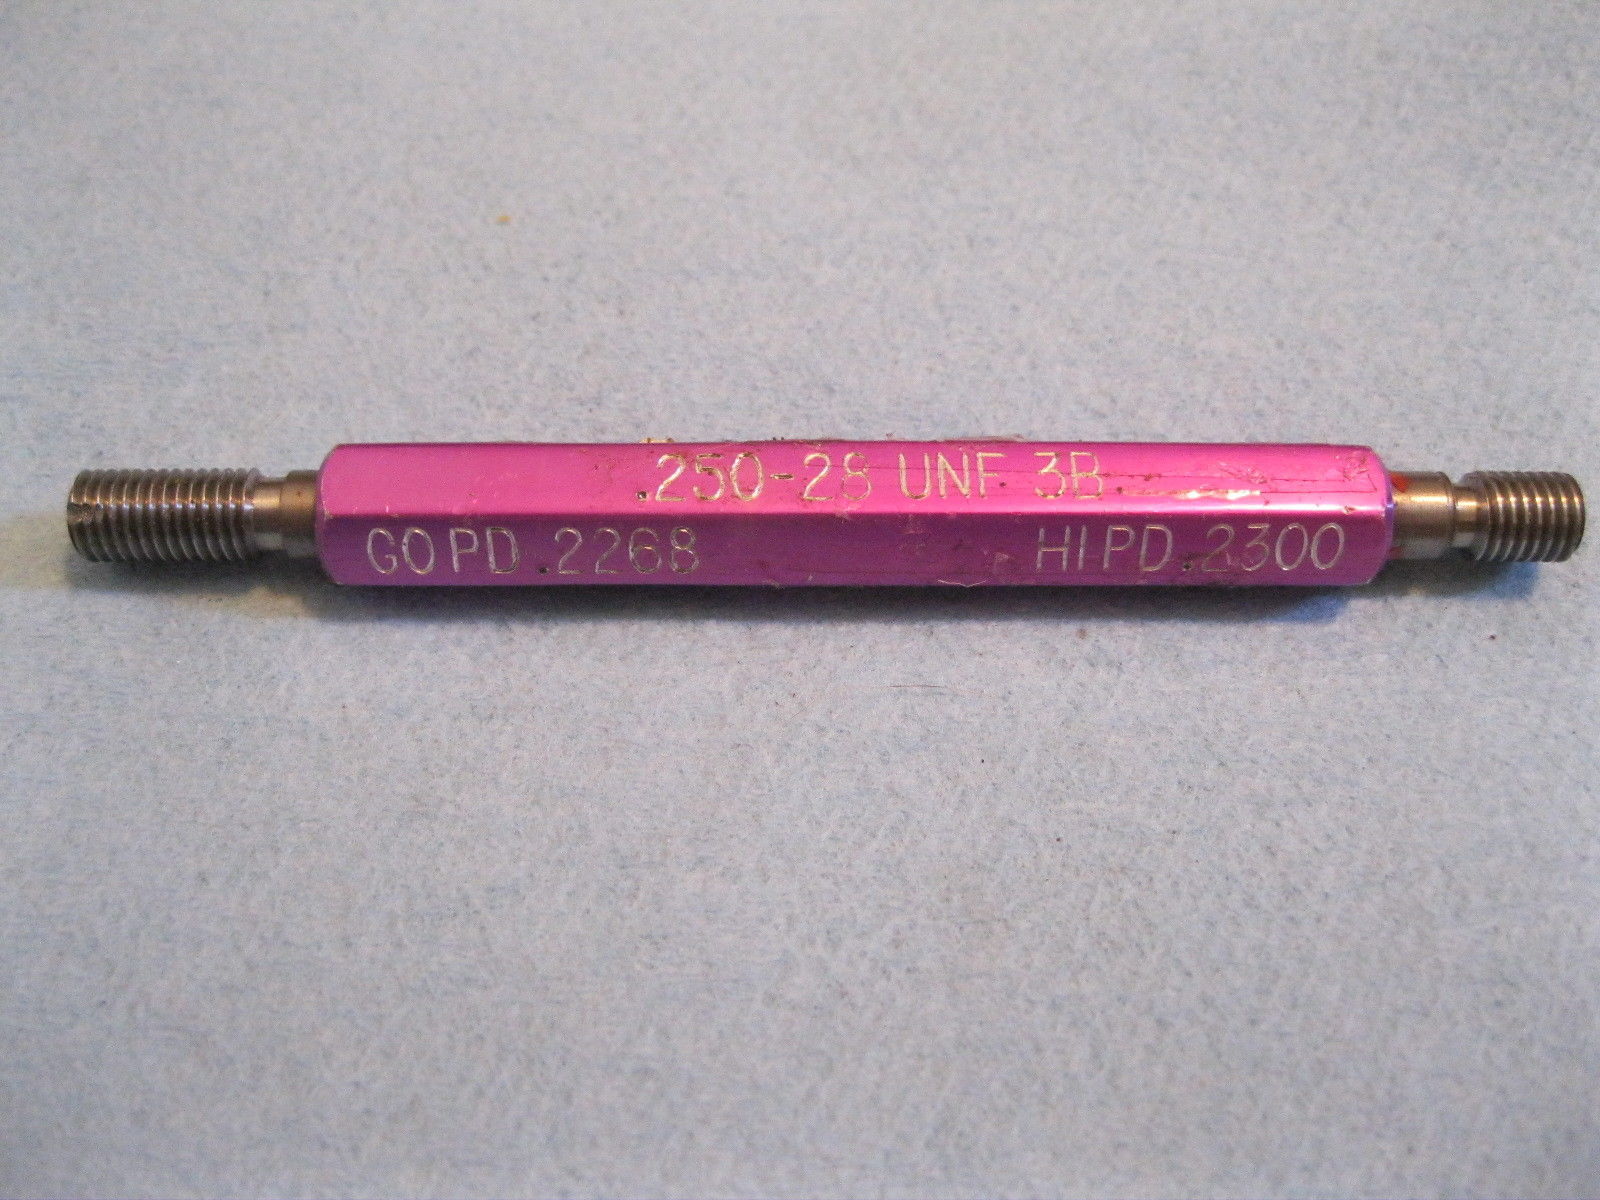 .250-28 UNF 3B
GO PD .2268 HI PD .2300